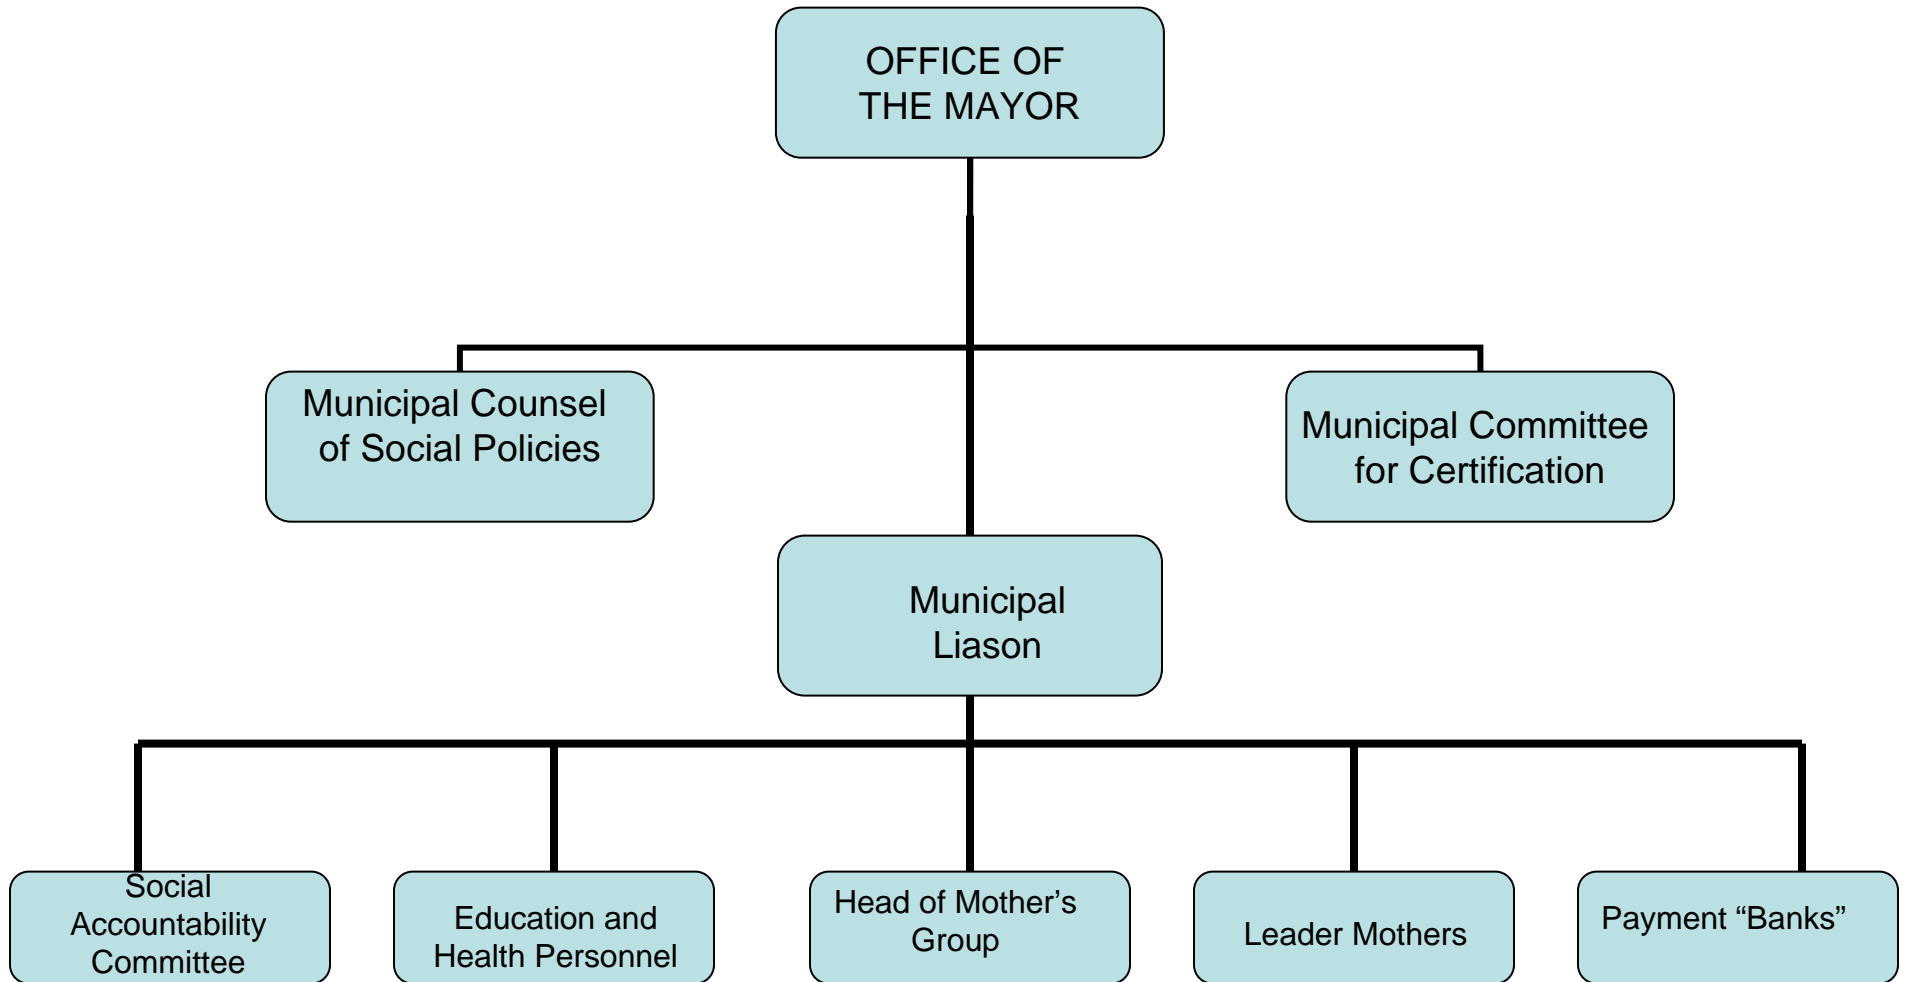 OFFICE OF
THE MAYOR
Municipal Counsel
of Social Policies
Municipal Committee
for Certification
Municipal
Liason
Social
Accountability
Committee
Education and
Health Personnel
Head of Mother’s
Group
Leader Mothers
Payment “Banks”